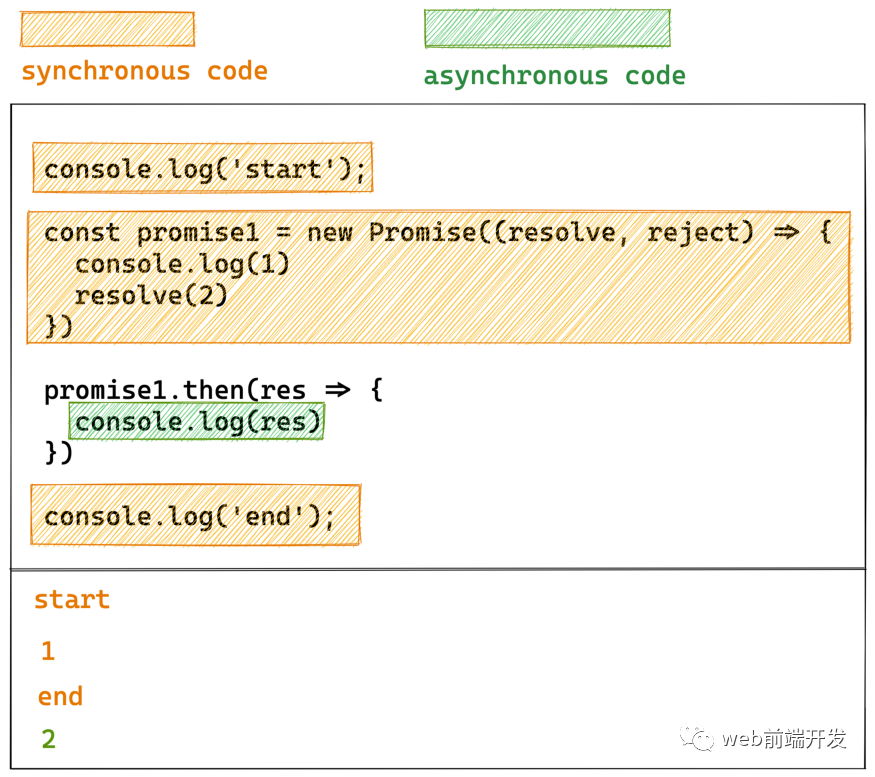 synchronous code
asynchronous code
console.log('start');
const promise1 = new Promise((resolve, reject) => {
  console.log(1)
  resolve(2)
})
promise1.then(res => {
  console.log(res)
})
console.log('end');
start
1
end
2
web前端开发